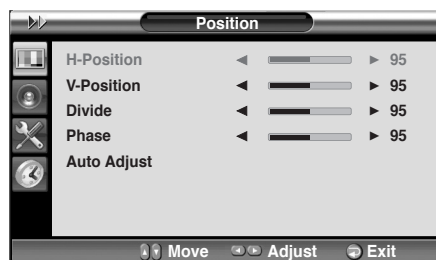 Position
H-Position 95
V-Position 95
Divide 95
Phase 95
Auto Adjust
Move Adjust Exit